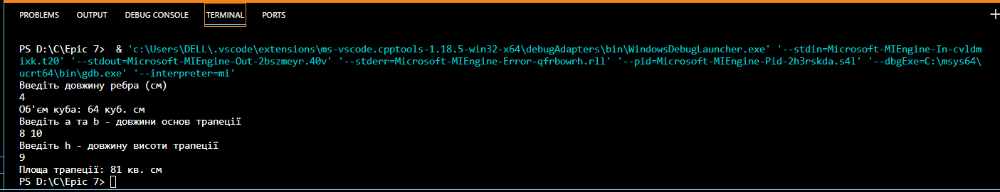 PROBLEMS OUTPUT DEBUG CONSOLE TERMINAL PORTS
PS D:\C\Epic 7>  & 'c:\Users\DELL\.vscode\extensions\ms-vscode.cpptools-1.18.5-win32-x64\debugAdapters\bin\WindowsDebugLauncher.exe' '--stdin=Microsoft-MIEngine-In-cvldm
ixk.t20' '--stdout=Microsoft-MIEngine-Out-2bszmeyr.40v' '--stderr=Microsoft-MIEngine-Error-qfrbowrh.rll' '--pid=Microsoft-MIEngine-Pid-2h3rskda.s4l' '--dbgExe=C:\msys64\
ucrt64\bin\gdb.exe' '--interpreter=mi'
Введіть довжину ребра (см)
4
Об'єм куба: 64 куб. см
Введіть a та b - довжини основ трапеції
8 10
Введіть h - довжину висоти трапеції
9
Площа трапеції: 81 кв. см
PS D:\C\Epic 7>